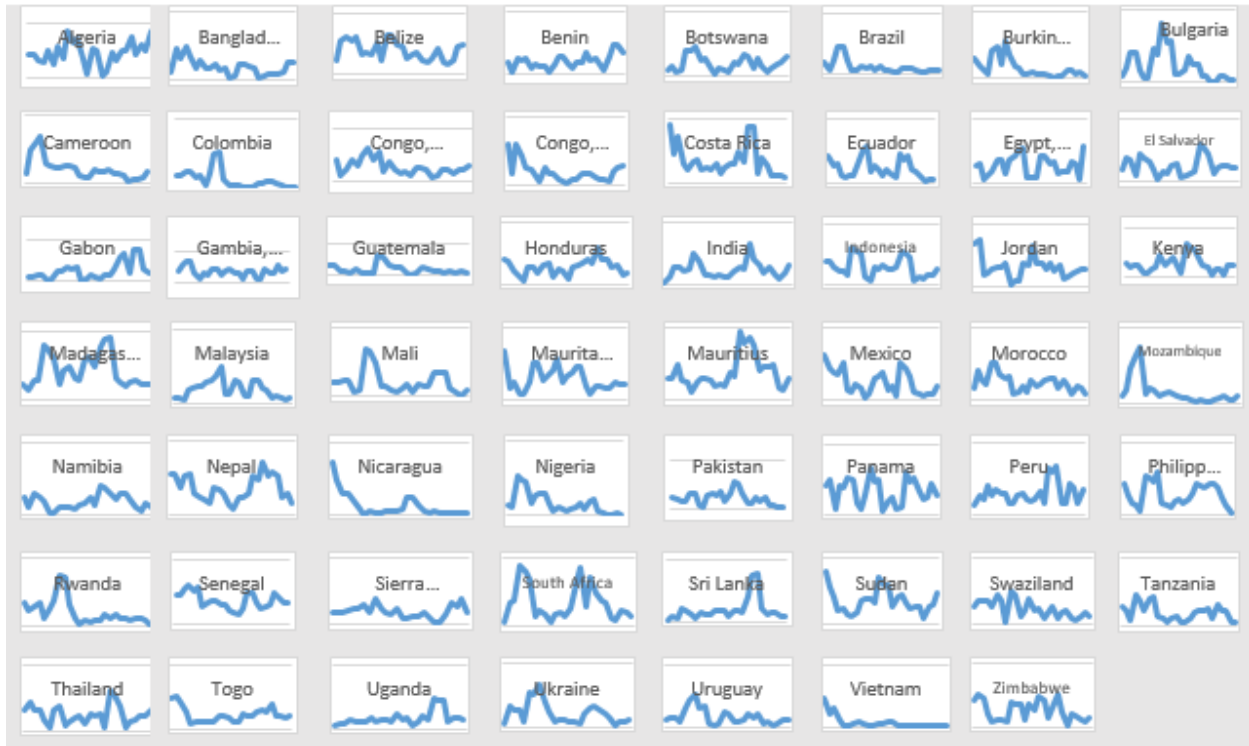 Algeria
Banglad...
Belize
Benin
Botswana
Brazil
Burkin...
Bulgaria
Cameroon
Colombia
Congo,...
Congo,...
Costa Rica
Ecuador
Egypt,...
El Salvador
Gabon
Gambia,...
Guatemala
Honduras
India
Indonesia
Jordan
Kenya
Madagas...
Malaysia
Mali
Maurita...
Mauritius
Mexico
Morocco
Mozambique
Namibia
Nepal
Nicaragua
Nigeria
Pakistan
Panama
Peru
Philipp...
Rwanda
Senegal
Sierra...
South Africa
Sri Lanka
Sudan
Swaziland
Tanzania
Thailand
Togo
Uganda
Ukraine
Uruguay
Vietnam
Zimbabwe